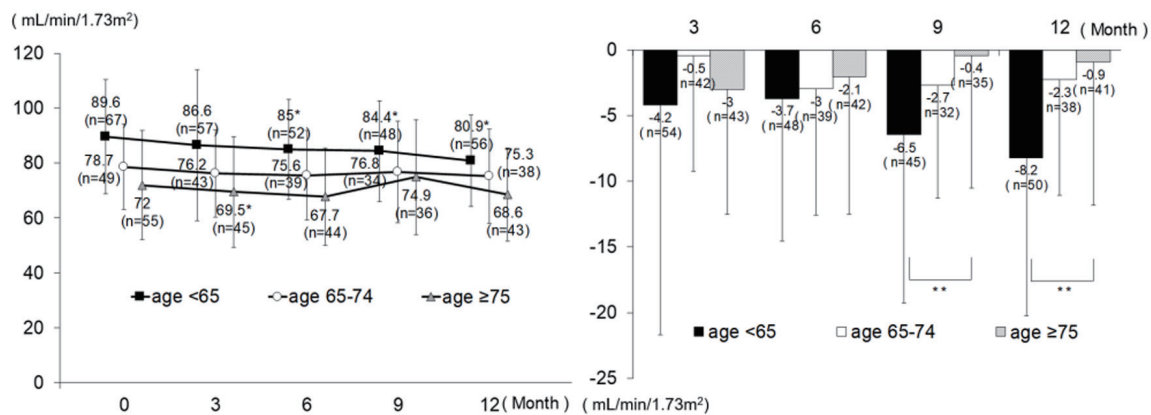 ( mL/min/1.73m²)
120
100
80
60
40
20
0
89.6
(n=67)
86.6
(n=57)
85*
(n=52)
84.4*
(n=48)
80.9*
(n=56)
78.7
(n=49)
76.2
(n=43)
75.6
(n=39)
76.8
(n=34)
75.3
(n=38)
72
(n=55)
69.5*
(n=45)
67.7
(n=44)
74.9
(n=36)
68.6
(n=43)
age <65
age 65-74
age ≥75
0 3 6 9 12 ( Month )
3 6 9 12 ( Month )
0
-5
-10
-15
-20
-25
-4.2
(n=54)
-0.5
(n=42)
-3
(n=43)
-3.7
(n=48)
-3
(n=39)
-2.1
(n=42)
-6.5
(n=45)
-2.7
(n=32)
-0.4
(n=35)
-8.2
(n=50)
-2.3
(n=38)
-0.9
(n=41)
**
**
age <65
age 65-74
age ≥75
( mL/min/1.73m²)